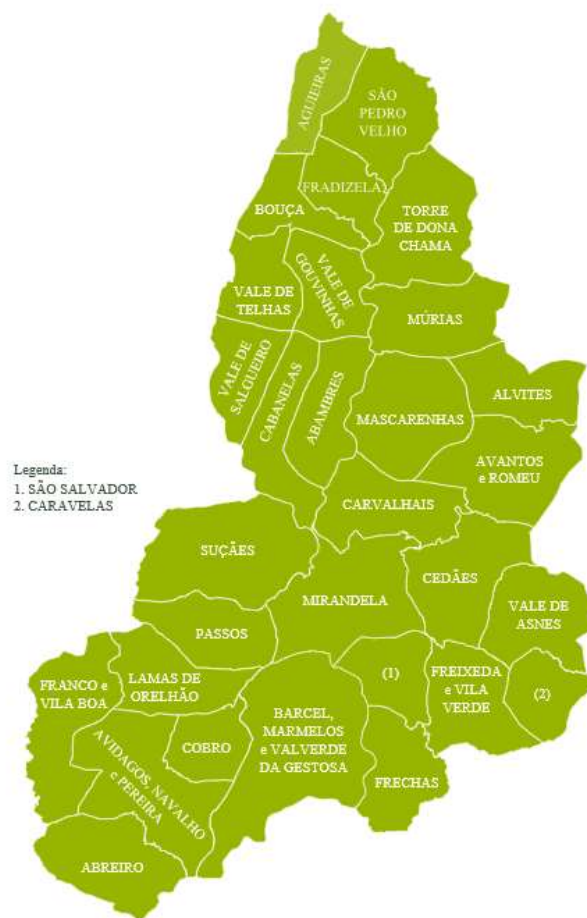 AGUIEIRAS
SÃO
PEDRO
VELHO
FRADIZELA
BOUÇA
TORRE
DE DONA
CHAMA
VALE DE
GOUVINHAS
VALE DE
TELHAS
MÚRIAS
VALE DE
SALGUEIRO
CABANELAS
ABAMBRES
MASCARENHAS
ALVITES
AVANTOS
e ROMEU
Legenda:
1. SÃO SALVADOR
2. CARAVELAS
CARVALHAIS
SUÇÃES
CEDÃES
MIRANDELA
VALE DE
ASNES
PASSOS
FRANCO e
VILA BOA
LAMAS DE
ORELHÃO
(1)
FREIXEDA
e VILA
VERDE
(2)
BARCEL,
MARMELOS
e VALVERDE
DA GESTOSA
COBRO
AVIDAGOS, NAVALHO
e PEREIRA
FRECHAS
ABREIRO